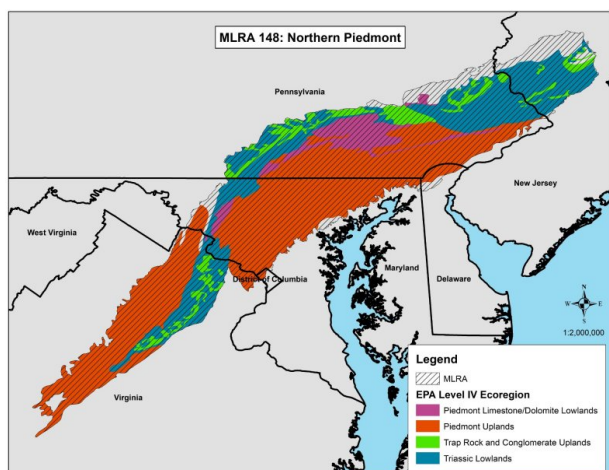 MLRA 148: Northern Piedmont
Pennsylvania
New Jersey
West Virginia
District of Columbia
Maryland
Delaware
Virginia
N
W E
S
1:2,000,000
Legend
MLRA
EPA Level IV Ecoregion
Piedmont Limestone/Dolomite Lowlands
Piedmont Uplands
Trap Rock and Conglomerate Uplands
Triassic Lowlands